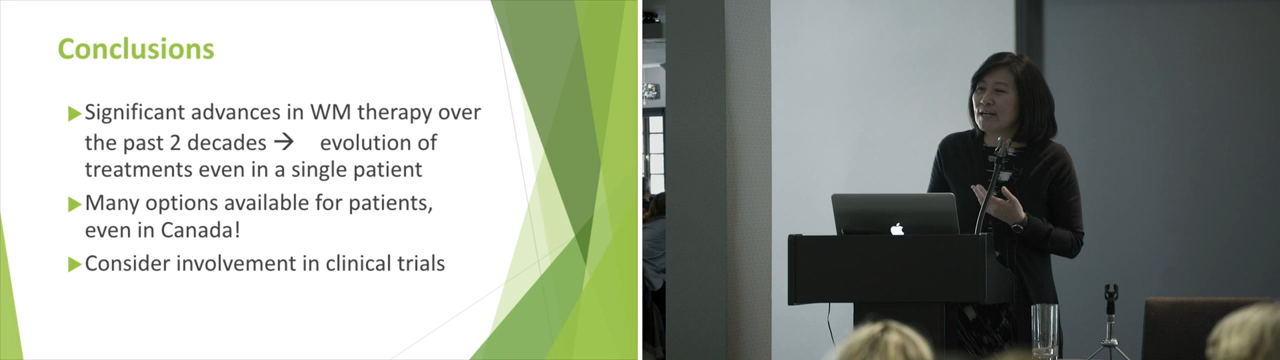 Conclusions
Significant advances in WM therapy over
the past 2 decades → evolution of
treatments even in a single patient
Many options available for patients,
even in Canada!
Consider involvement in clinical trials